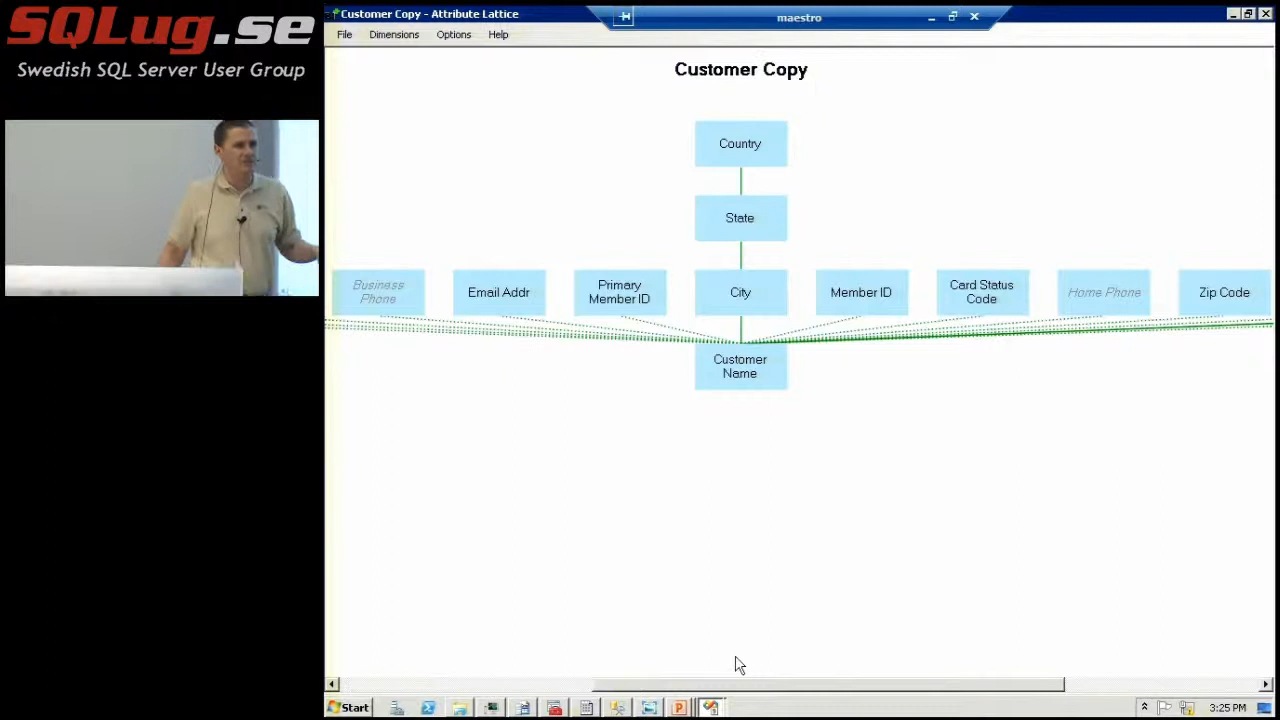 SQLug.se
Swedish SQL Server User Group
Customer Copy - Attribute Lattice
maestro
File Dimensions Options Help
Customer Copy
Country
State
Business
Phone
Email Addr
Primary
Member ID
City
Member ID
Card Status
Code
Home Phone
Zip Code
Customer
Name
Start
3:25 PM